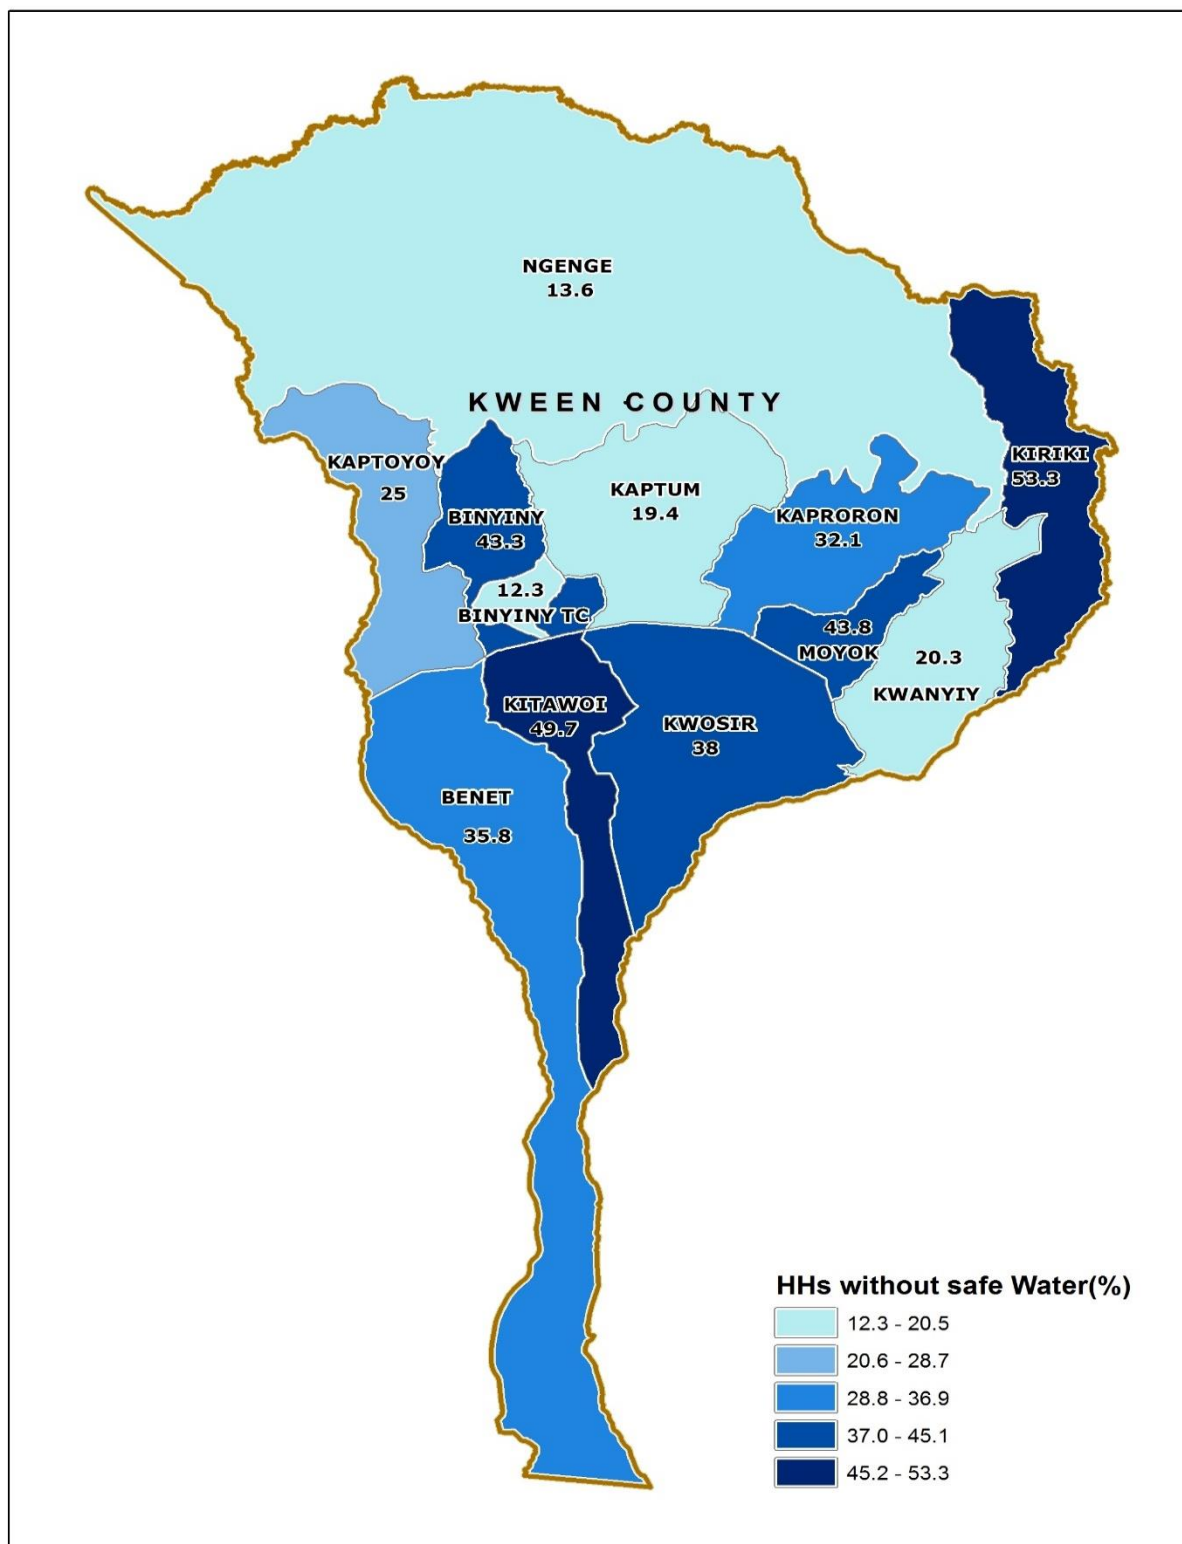 NGENGE
13.6
KWEEN COUNTY
KAPTOYOY
25
BINYINY
43.3
KAPTUM
19.4
KAPRORON
32.1
KIRIKI
53.3
12.3
BINYINY TC
43.8
MOYOK
20.3
KWANYIY
KITAWOI
49.7
KWOSIR
38
BENET
35.8
HHs without safe Water(%)
12.3 - 20.5
20.6 - 28.7
28.8 - 36.9
37.0 - 45.1
45.2 - 53.3